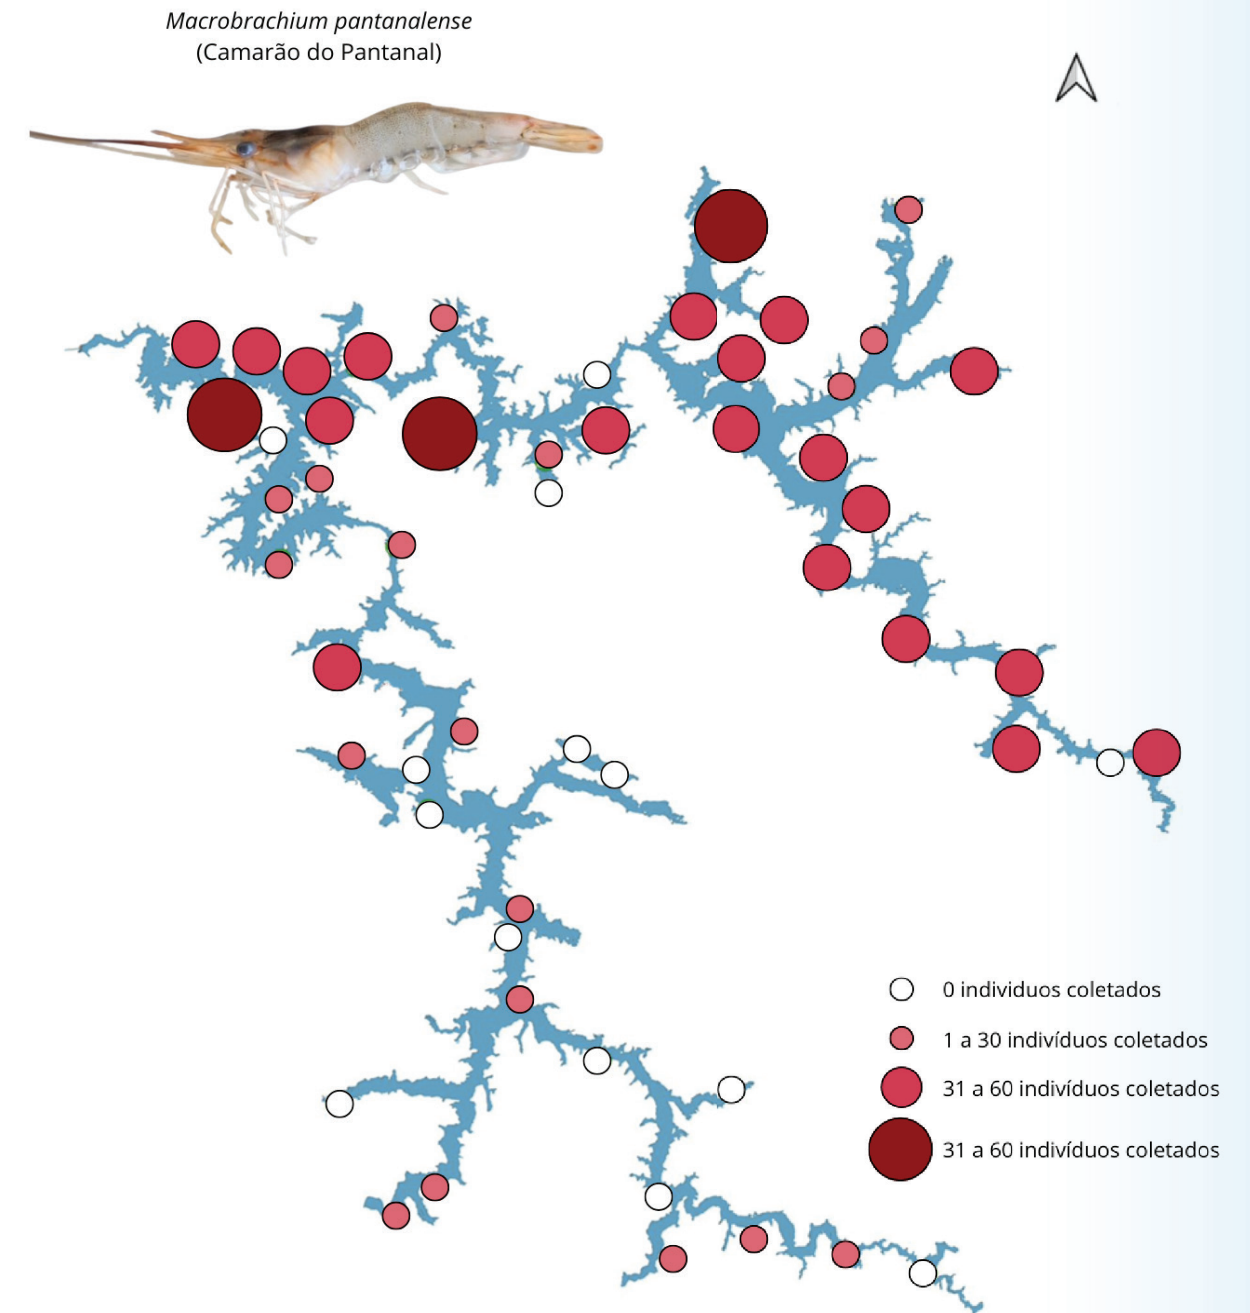 Macrobrachium pantanalense
(Camarão do Pantanal)
0 individuos coletados
1 a 30 indivíduos coletados
31 a 60 indivíduos coletados
31 a 60 indivíduos coletados